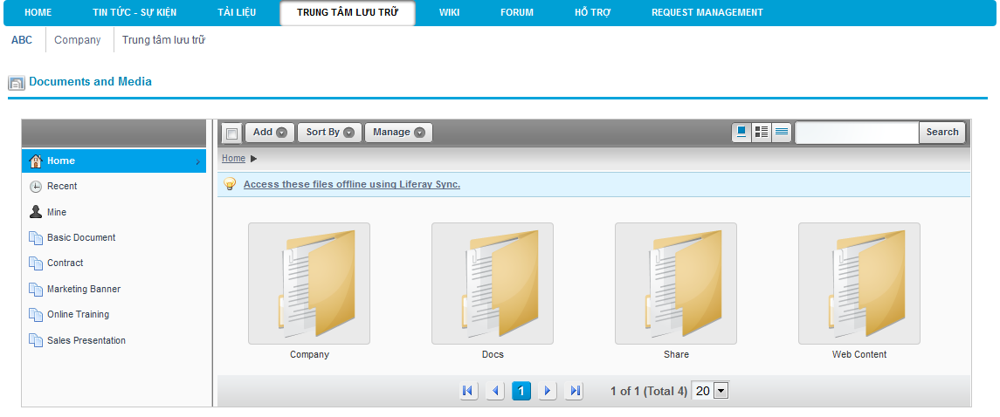 HOME TIN TỨC - SỰ KIỆN TÀI LIỆU TRUNG TÂM LƯU TRỮ WIKI FORUM HỖ TRỢ REQUEST MANAGEMENT
ABC Company Trung tâm lưu trữ
Documents and Media
Add Sort By Manage Search
Home
Recent
Mine
Basic Document
Contract
Marketing Banner
Online Training
Sales Presentation
Home
Access these files offline using Liferay Sync.
Company Docs Share Web Content
1 1 of 1 (Total 4) 20